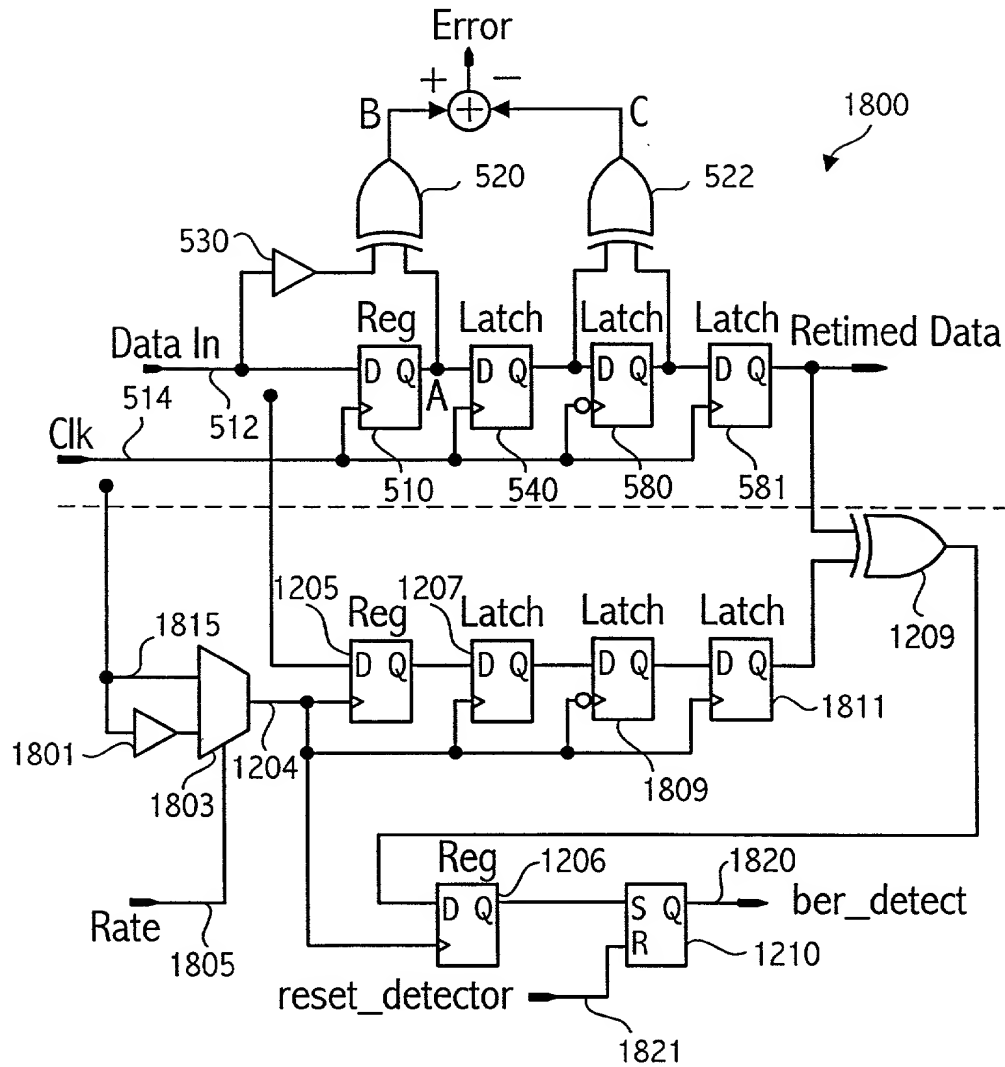 Error
+ −
B + C
1800
520
522
530
Reg Latch Latch Latch
Data In
Retimed Data
D Q D Q D Q D Q
A
514
512
Clk
510 540 580 581
1205 1207
Reg Latch Latch Latch
1209
1815
D Q D Q D Q D Q
1811
1801
1803
1204
1809
Reg
1206
1820
D Q S Q
ber_detect
R
Rate
1805
1210
reset_detector
1821